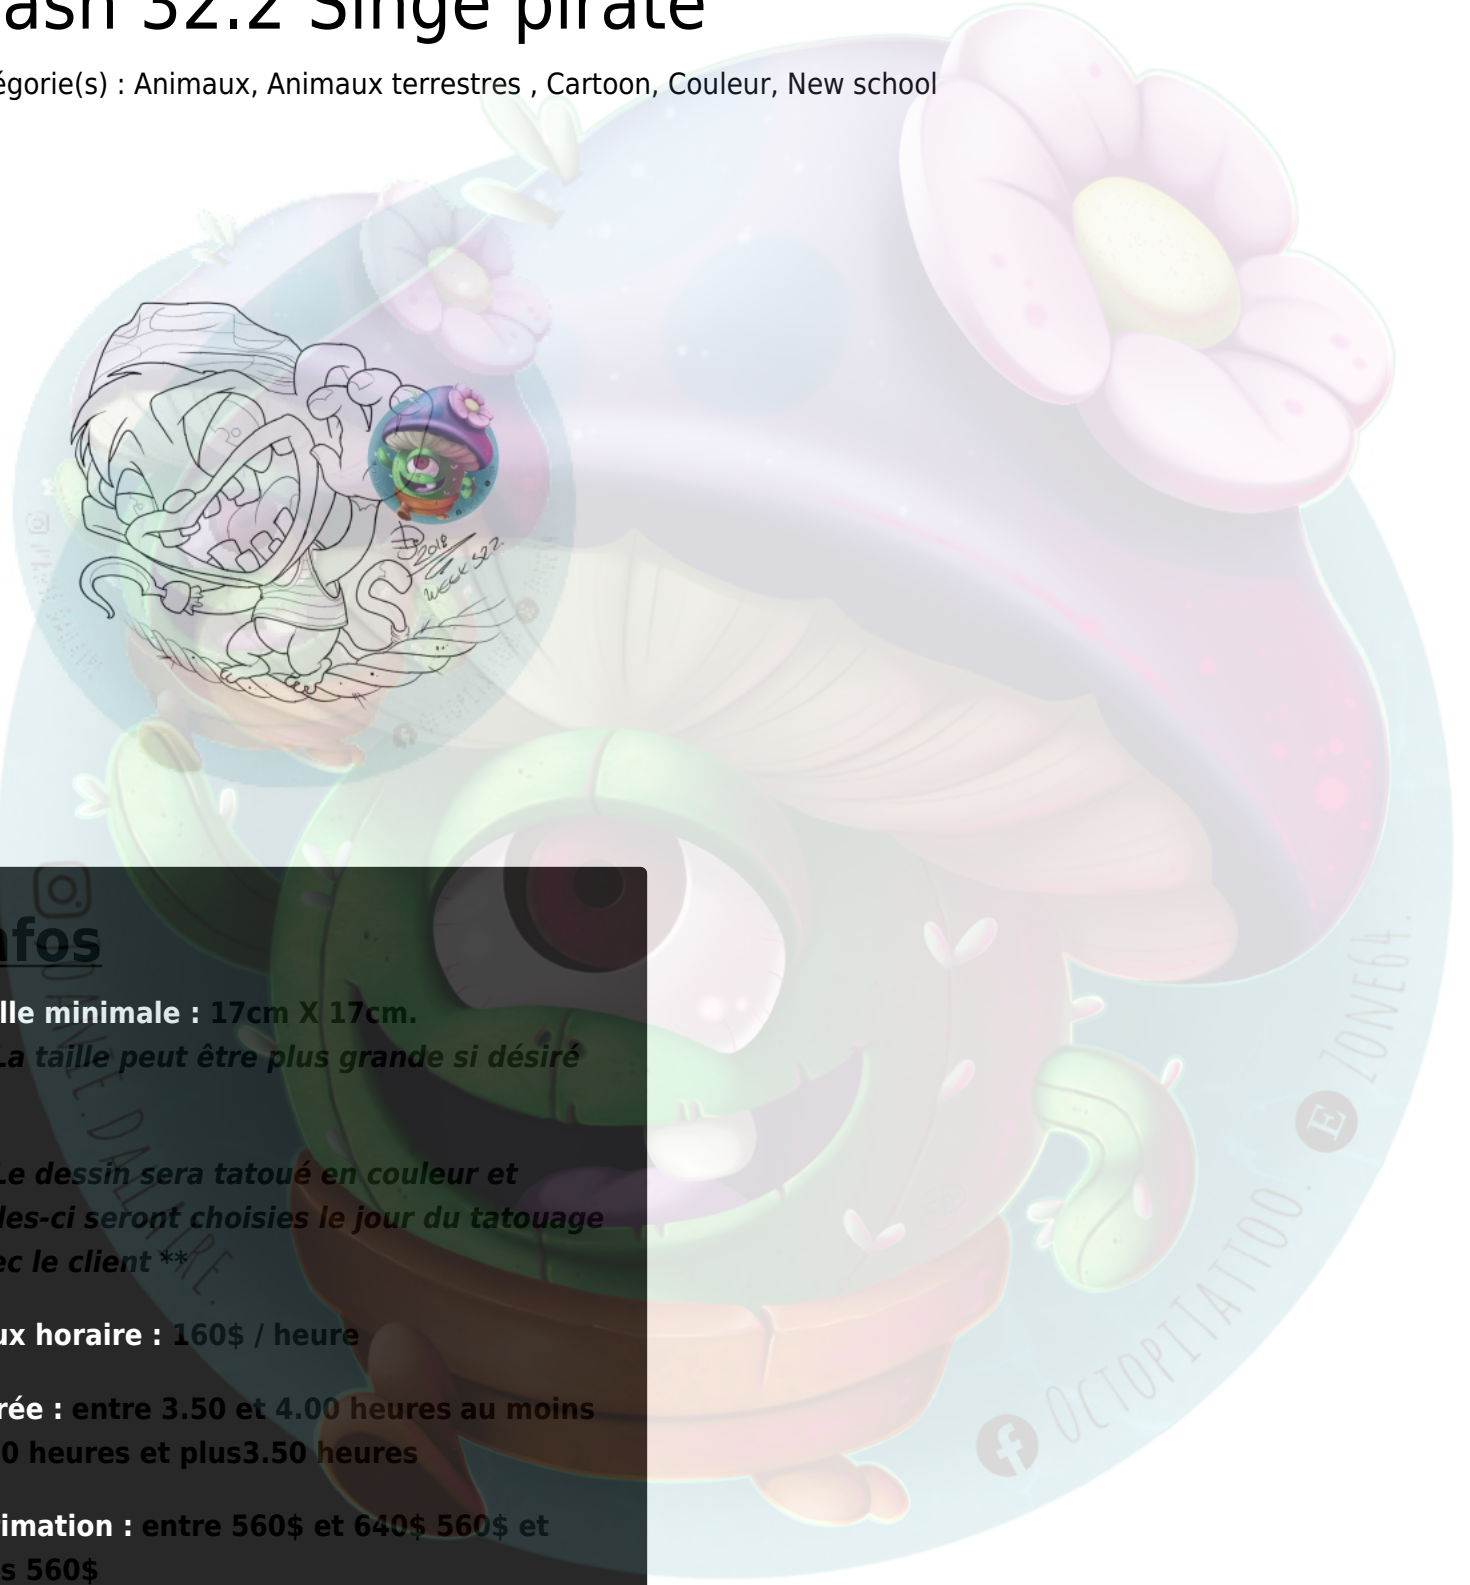 ash 32.2 Singe pirate
égorie(s) : Animaux, Animaux terrestres , Cartoon, Couleur, New school
2018
WEEK 32.2
nfos
lle minimale : 17cm X 17cm.
La taille peut être plus grande si désiré
Le dessin sera tatoué en couleur et
les-ci seront choisies le jour du tatouage
ec le client **
ux horaire : 160$ / heure
rée : entre 3.50 et 4.00 heures au moins
0 heures et plus3.50 heures
imation : entre 560$ et 640$ 560$ et
s 560$
DALLAIRE.
OCTOPITATTOO.
ZONE64.